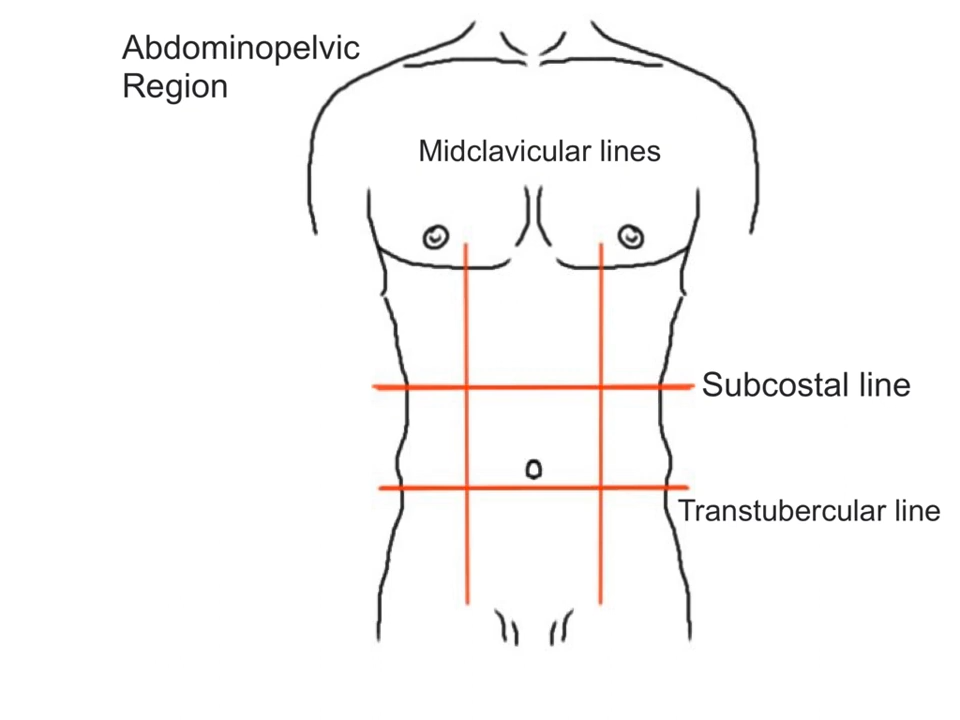 Abdominopelvic
Region
Midclavicular lines
Subcostal line
Transtubercular line